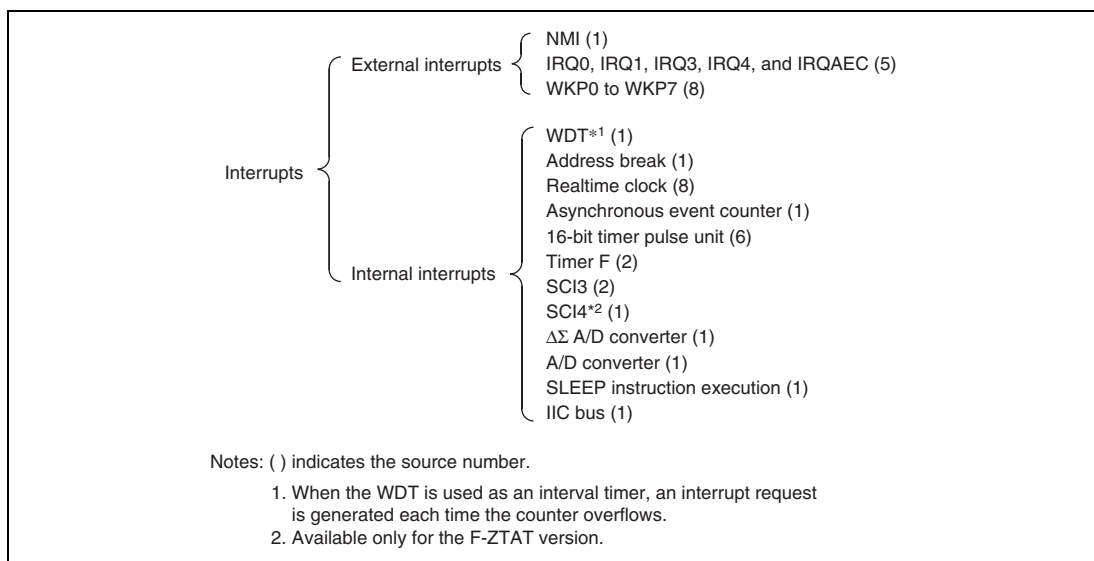 Interrupts
External interrupts
NMI (1)
IRQ0, IRQ1, IRQ3, IRQ4, and IRQAEC (5)
WKP0 to WKP7 (8)
Internal interrupts
WDT*1 (1)
Address break (1)
Realtime clock (8)
Asynchronous event counter (1)
16-bit timer pulse unit (6)
Timer F (2)
SCI3 (2)
SCI4*2 (1)
ΔΣ A/D converter (1)
A/D converter (1)
SLEEP instruction execution (1)
IIC bus (1)
Notes: ( ) indicates the source number.
1. When the WDT is used as an interval timer, an interrupt request
is generated each time the counter overflows.
2. Available only for the F-ZTAT version.